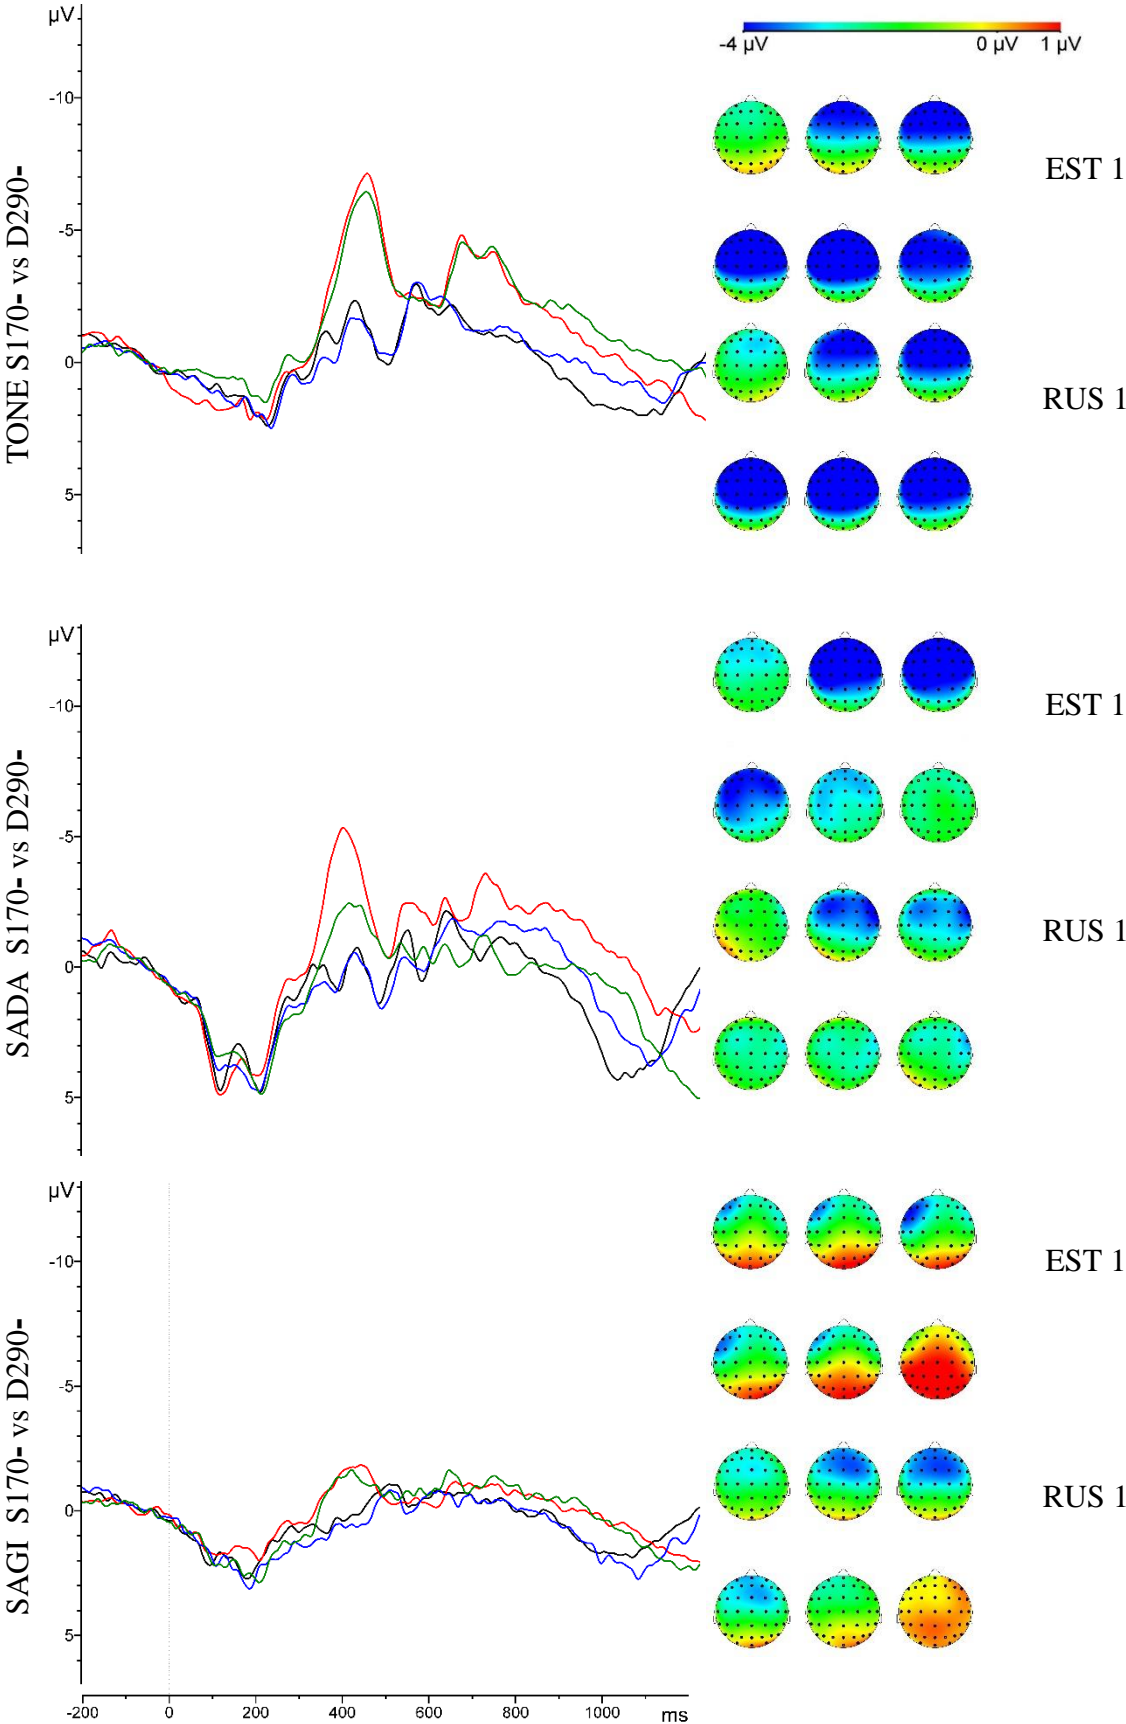 µV
-4 µV 0 µV 1 µV
-10
-5
0
5
TONE S170- vs D290-
EST 1
RUS 1
µV
-10
-5
0
5
SADA S170- vs D290-
EST 1
RUS 1
µV
-10
-5
0
5
SAGI S170- vs D290-
EST 1
RUS 1
-200 0 200 400 600 800 1000 ms